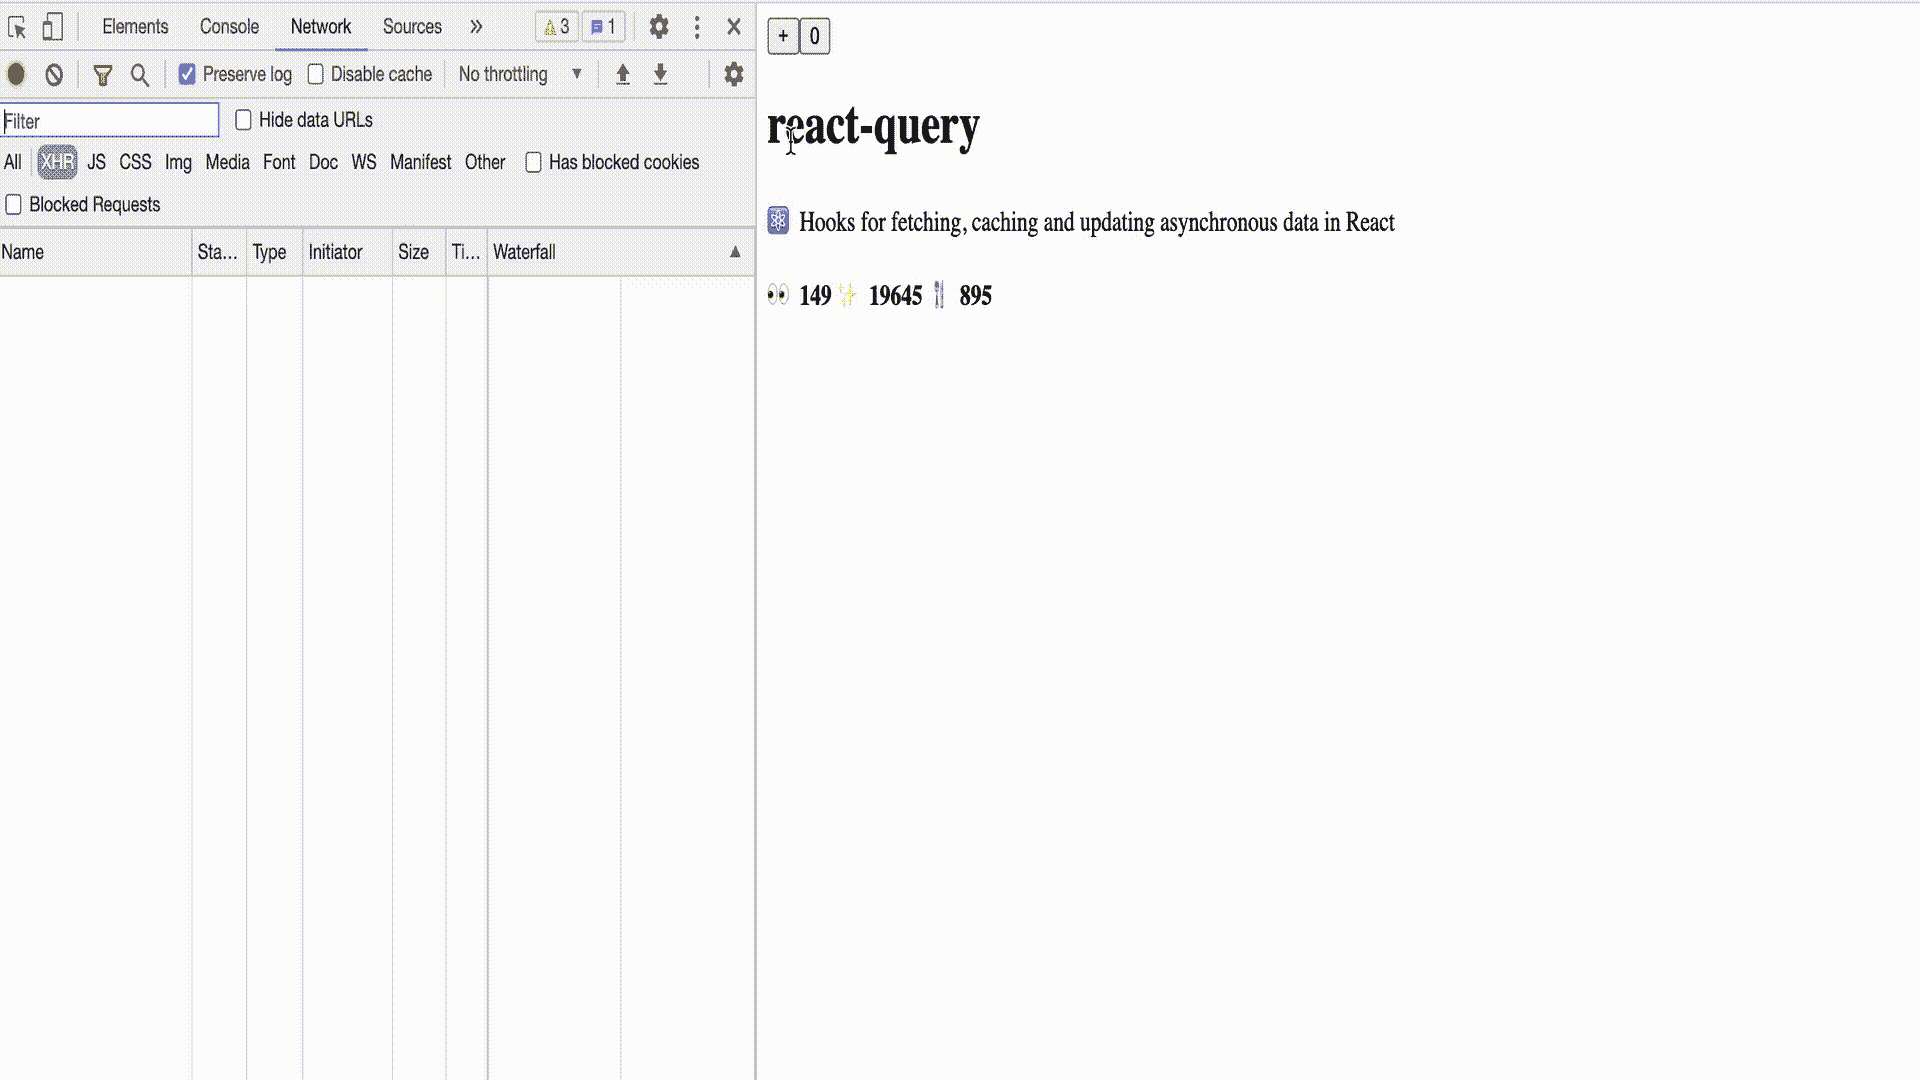 Elements Console Network Sources » 3 1
Preserve log Disable cache No throttling
Filter Hide data URLs
All XHR JS CSS Img Media Font Doc WS Manifest Other Has blocked cookies
Blocked Requests
Name Sta... Type Initiator Size Ti... Waterfall
+ 0
react-query
Hooks for fetching, caching and updating asynchronous data in React
👀 149 ✨ 19645 🍴 895